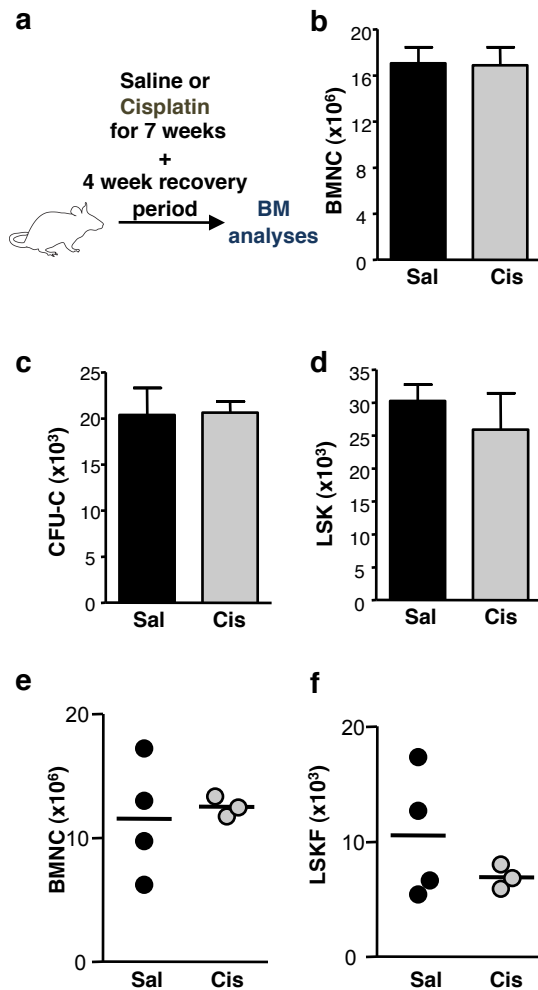 a
Saline or
Cisplatin
for 7 weeks
+
4 week recovery
period
BM
analyses
b
BMNC (x10⁶)
20
16
12
8
4
0
Sal Cis
c
CFU-C (x10³)
25
20
15
10
5
0
Sal Cis
d
LSK (x10³)
35
30
25
20
15
10
5
0
Sal Cis
e
BMNC (x10⁶)
20
10
0
Sal Cis
f
LSKF (x10³)
20
10
0
Sal Cis